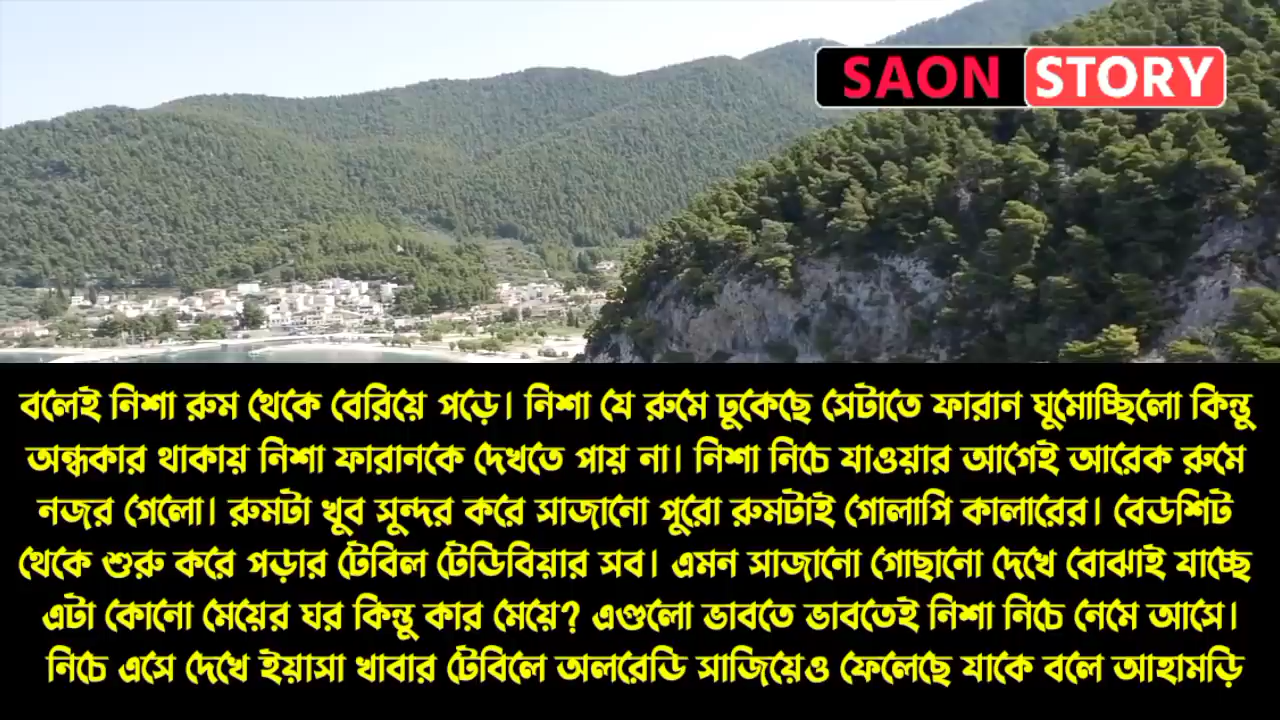 SAON STORY
বলেই নিশা রুম থেকে বেরিয়ে পড়ে। নিশা যে রুমে ঢুকেছে সেটাতে ফারান ঘুমোচ্ছিলো কিন্তু
অন্ধকার থাকায় নিশা ফারানকে দেখতে পায় না। নিশা নিচে যাওয়ার আগেই আরেক রুমে
নজর গেলো। রুমটা খুব সুন্দর করে সাজানো পুরো রুমটাই গোলাপি কালারের। বেডশিট
থেকে শুরু করে পড়ার টেবিল টেডিবিয়ার সব। এমন সাজানো গোছানো দেখে বোঝাই যাচ্ছে
এটা কোনো মেয়ের ঘর কিন্তু কার মেয়ে? এগুলো ভাবতে ভাবতেই নিশা নিচে নেমে আসে।
নিচে এসে দেখে ইয়াসা খাবার টেবিলে অলরেডি সাজিয়েও ফেলেছে যাকে বলে আহামড়ি